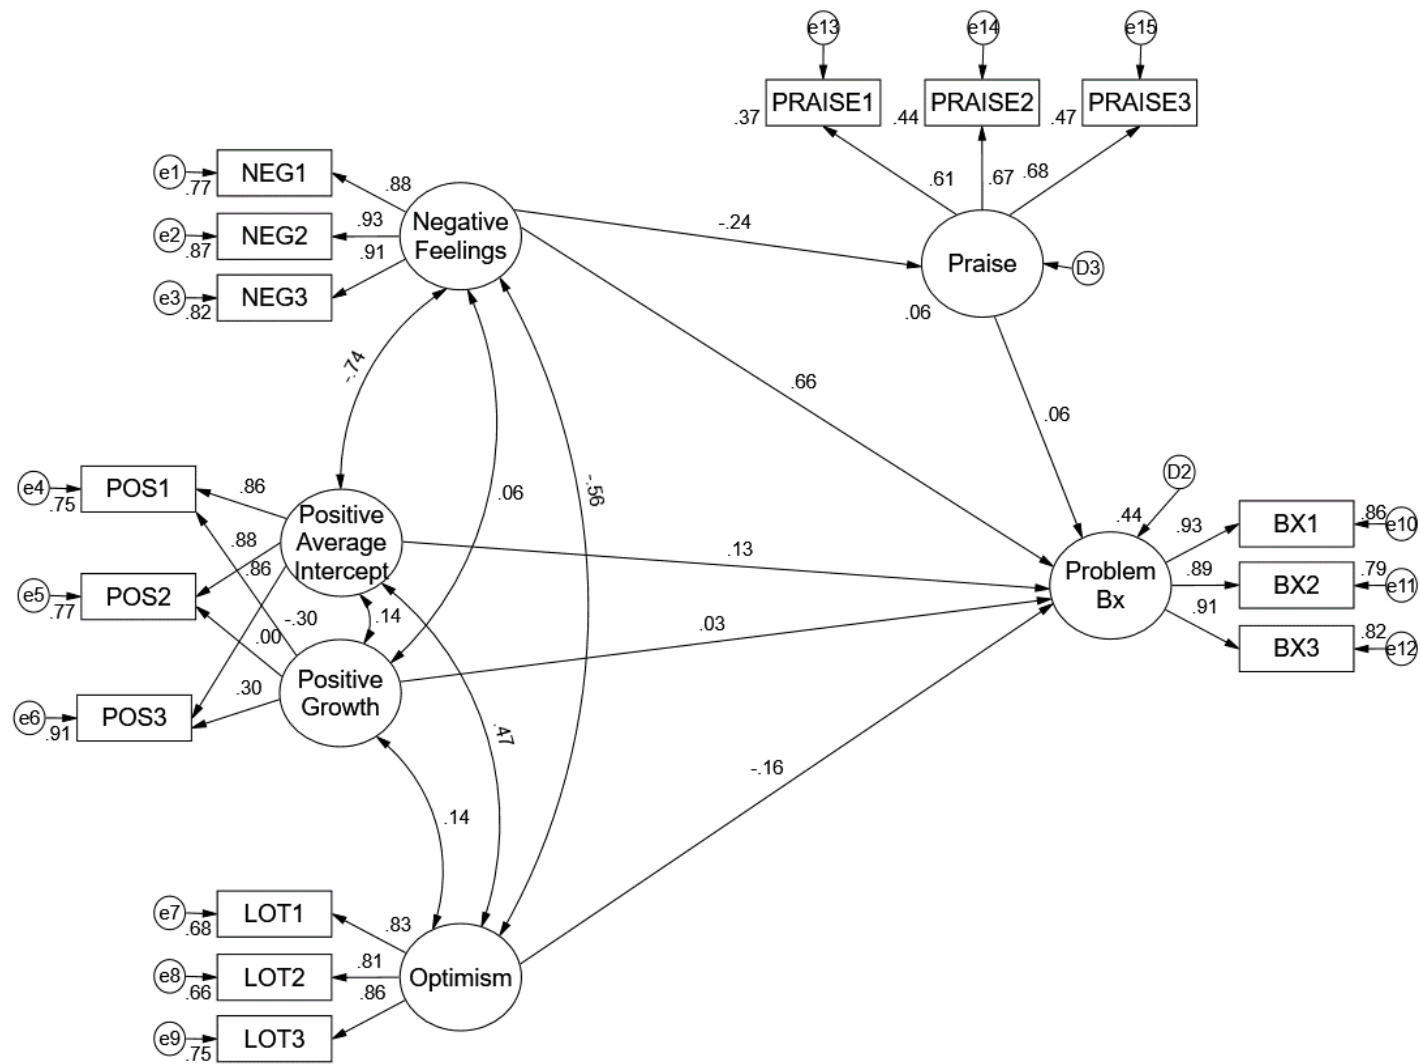 e13
e14
e15
PRAISE1
PRAISE2
PRAISE3
.37
.44
.47
.61
.67
.68
e1
.77
NEG1
.88
e2
.87
NEG2
.93
e3
.82
NEG3
.91
Negative
Feelings
-.24
Praise
D3
.06
-.74
.66
.06
.06
-.56
e4
.75
POS1
.86
e5
.77
POS2
.88
.86
e6
.91
POS3
-.30
.00
.30
Positive
Average
Intercept
.14
Positive
Growth
.13
.03
.47
.14
-.16
D2
.44
Problem
Bx
.93
BX1
.86
e10
.89
BX2
.79
e11
.91
BX3
.82
e12
e7
.68
LOT1
.83
e8
.66
LOT2
.81
e9
.75
LOT3
.86
Optimism